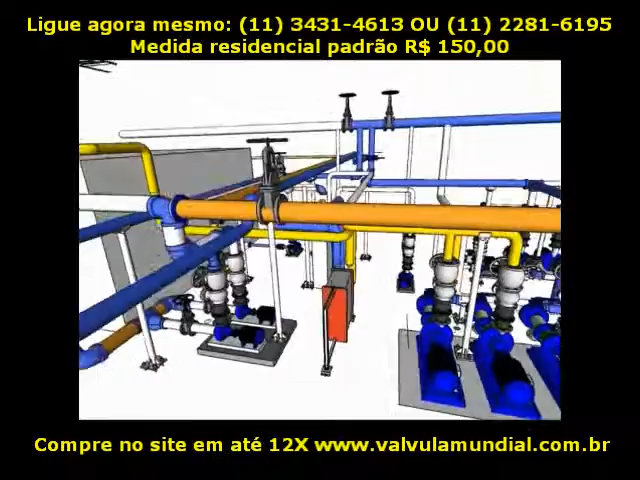 Ligue agora mesmo: (11) 3431-4613 OU (11) 2281-6195
Medida residencial padrão R$ 150,00
Compre no site em até 12X www.valvulamundial.com.br